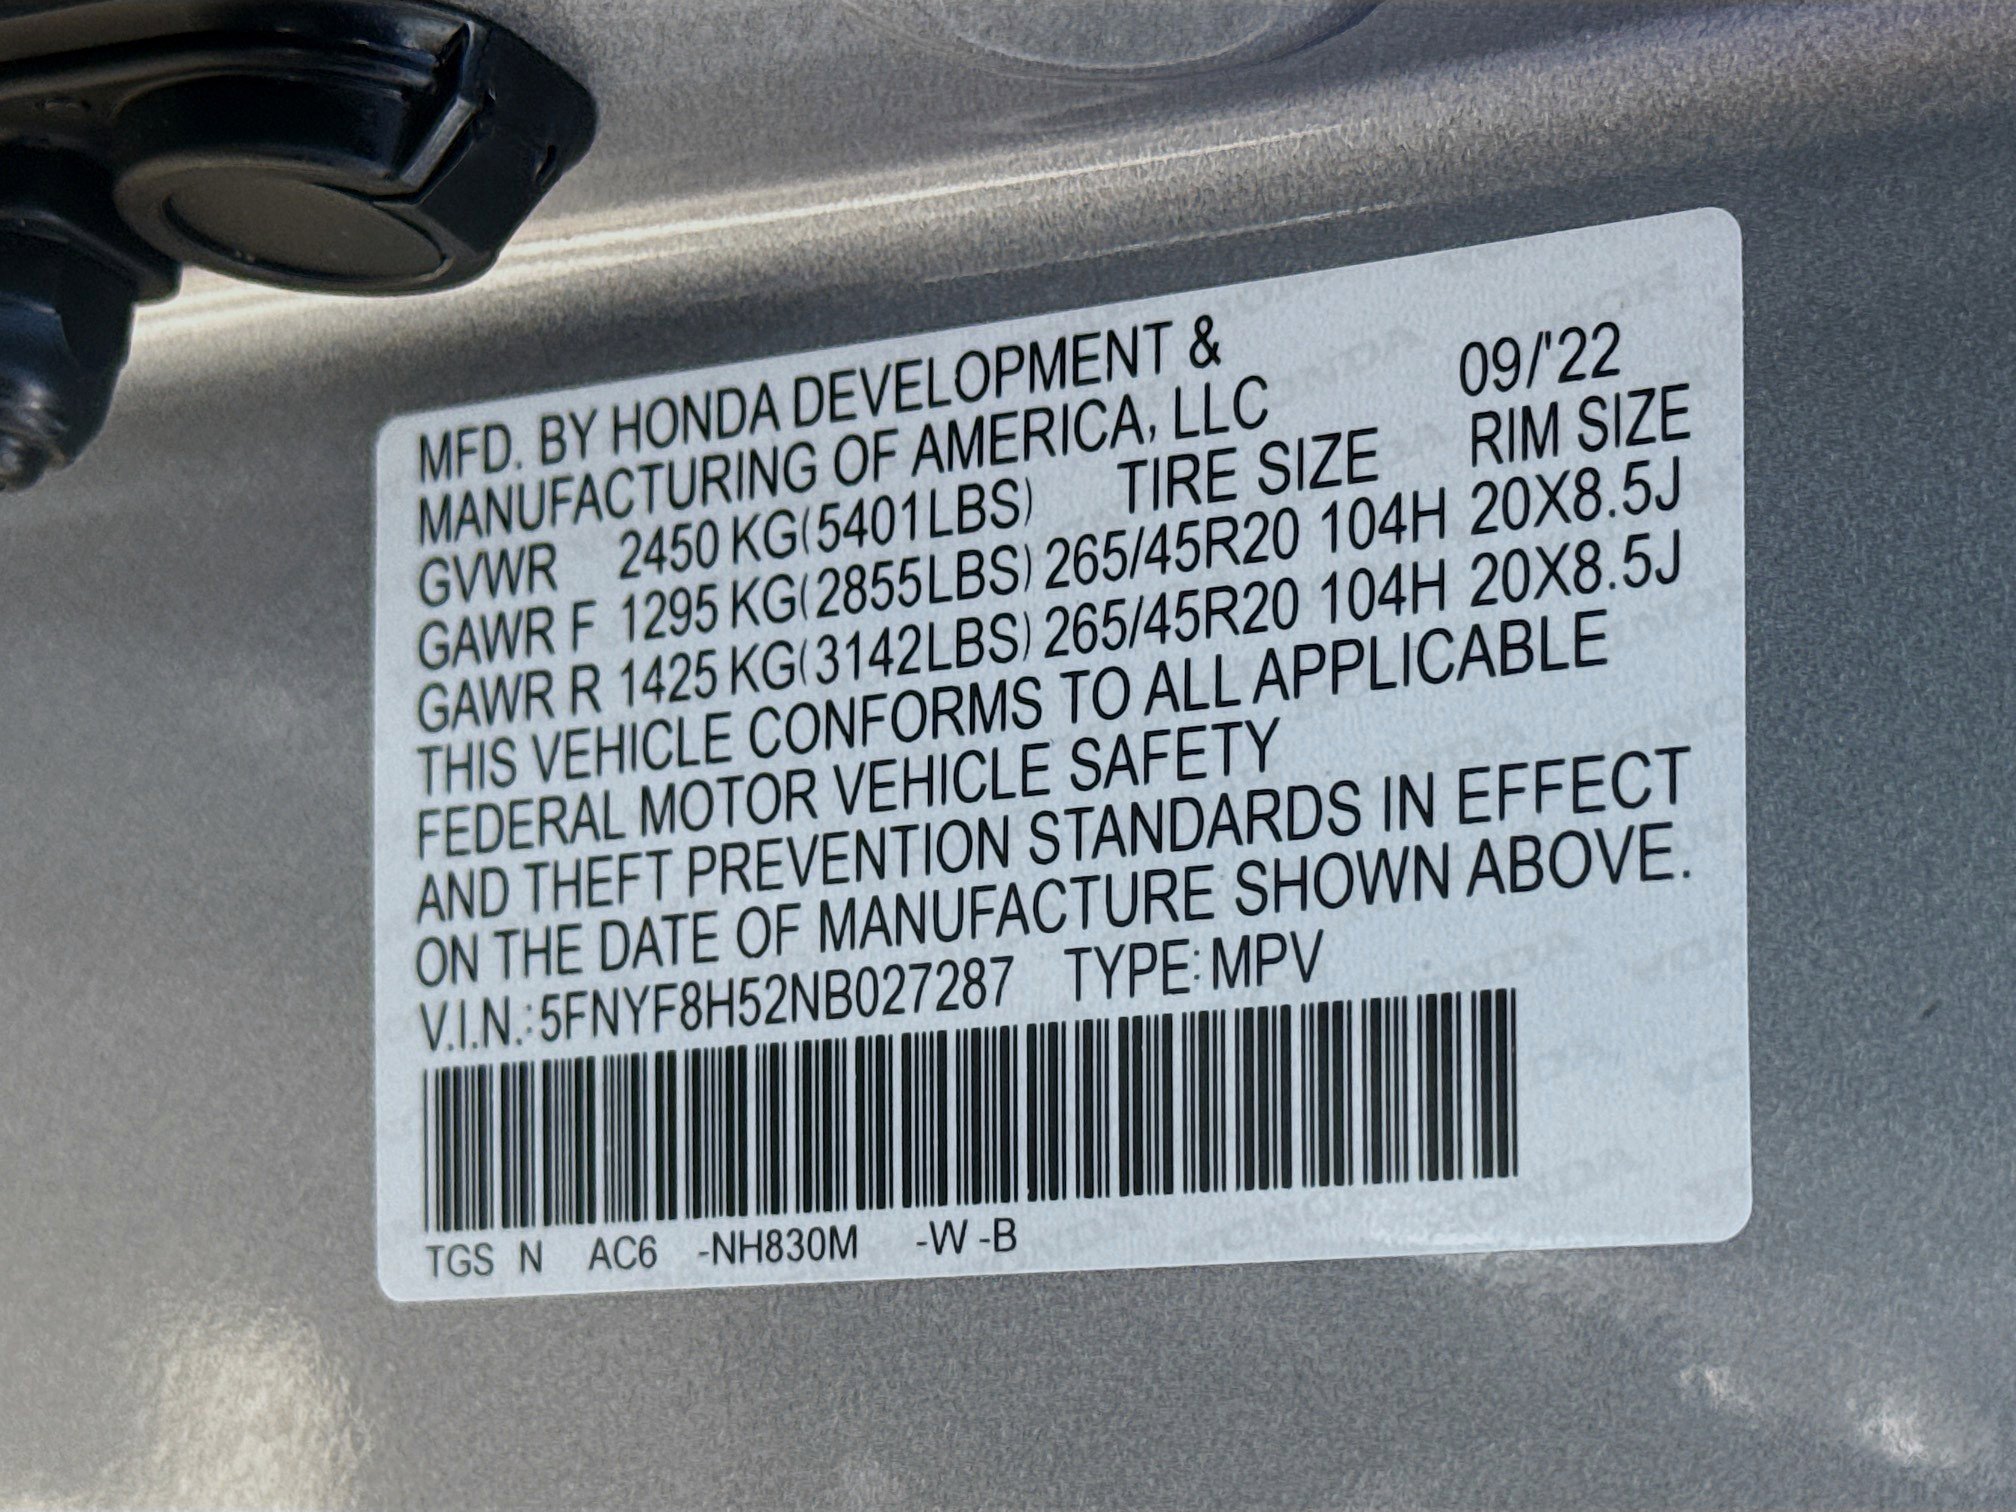 MFD. BY HONDA DEVELOPMENT &
MANUFACTURING OF AMERICA, LLC 09/'22
GVWR 2450 KG(5401LBS) TIRE SIZE RIM SIZE
GAWR F 1295 KG(2855LBS) 265/45R20 104H 20X8.5J
GAWR R 1425 KG(3142LBS) 265/45R20 104H 20X8.5J
THIS VEHICLE CONFORMS TO ALL APPLICABLE
FEDERAL MOTOR VEHICLE SAFETY
AND THEFT PREVENTION STANDARDS IN EFFECT
ON THE DATE OF MANUFACTURE SHOWN ABOVE.
V.I.N.:5FNYF8H52NB027287 TYPE:MPV
TGS N AC6 -NH830M -W -B